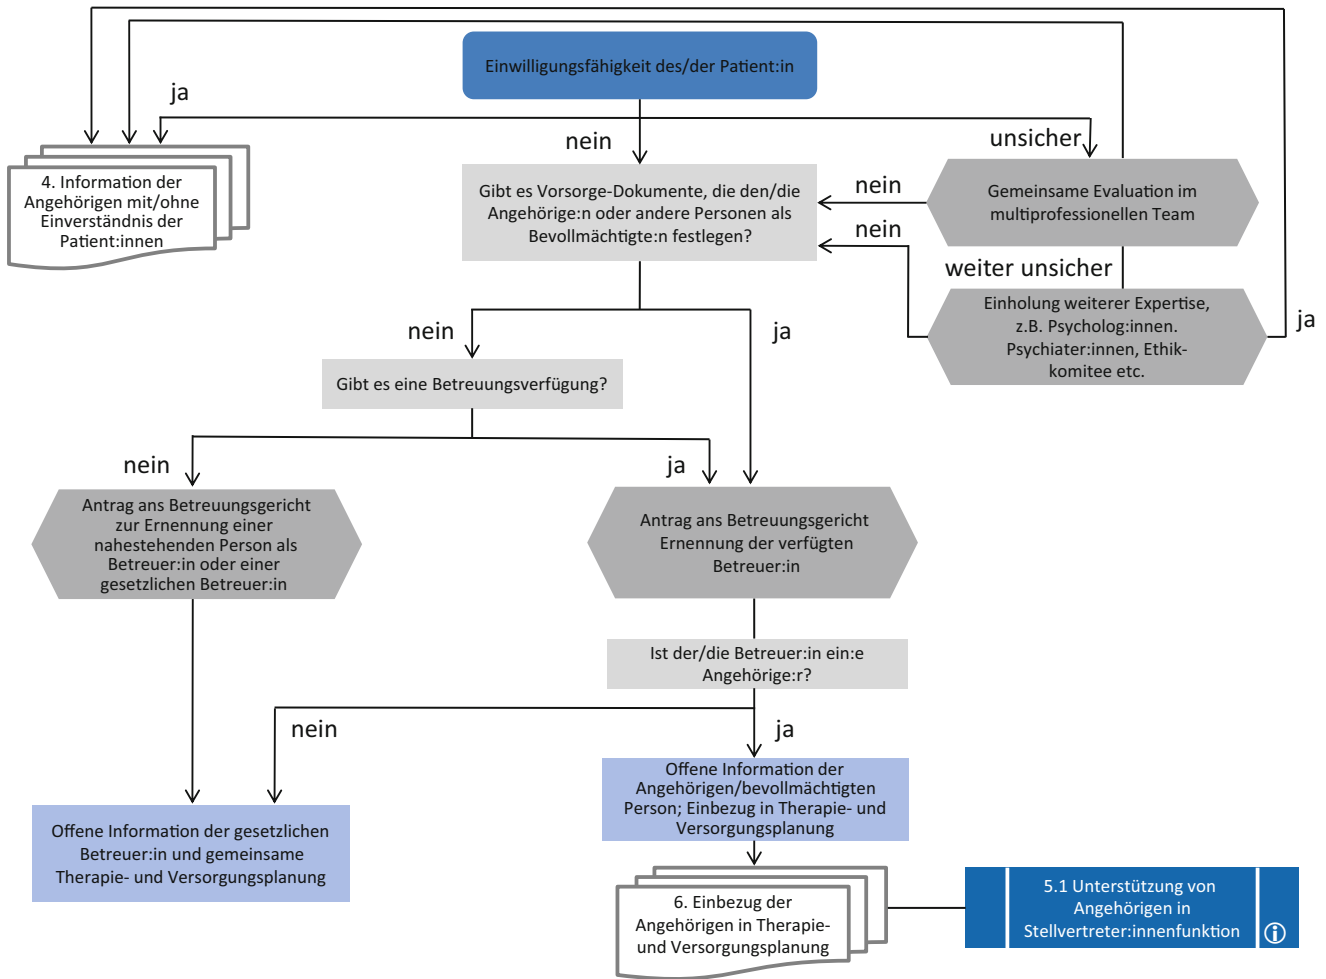 Einwilligungsfähigkeit des/der Patient:in
ja
nein
unsicher
4. Information der
Angehörigen mit/ohne
Einverständnis der
Patient:innen
Gibt es Vorsorge-Dokumente, die den/die
Angehörige:n oder andere Personen als
Bevollmächtigte:n festlegen?
nein
nein
Gemeinsame Evaluation im
multiprofessionellen Team
weiter unsicher
Einholung weiterer Expertise,
z.B. Psycholog:innen.
Psychiater:innen, Ethik-
komitee etc.
ja
nein
ja
Gibt es eine Betreuungsverfügung?
nein
ja
Antrag ans Betreuungsgericht
zur Ernennung einer
nahestehenden Person als
Betreuer:in oder einer
gesetzlichen Betreuer:in
Antrag ans Betreuungsgericht
Ernennung der verfügten
Betreuer:in
Ist der/die Betreuer:in ein:e
Angehörige:r?
nein
ja
Offene Information der gesetzlichen
Betreuer:in und gemeinsame
Therapie- und Versorgungsplanung
Offene Information der
Angehörigen/bevollmächtigten
Person; Einbezug in Therapie- und
Versorgungsplanung
6. Einbezug der
Angehörigen in Therapie-
und Versorgungsplanung
5.1 Unterstützung von
Angehörigen in
Stellvertreter:innenfunktion